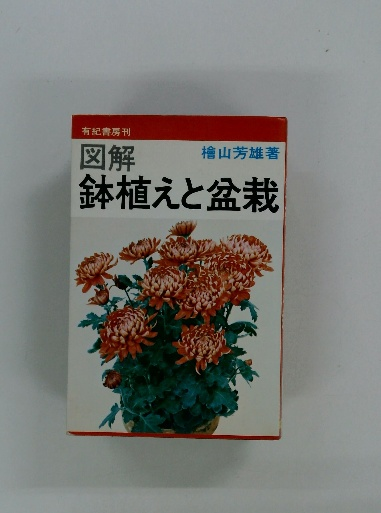 有紀書房刊
図解
檜山芳雄著
鉢植えと盆栽